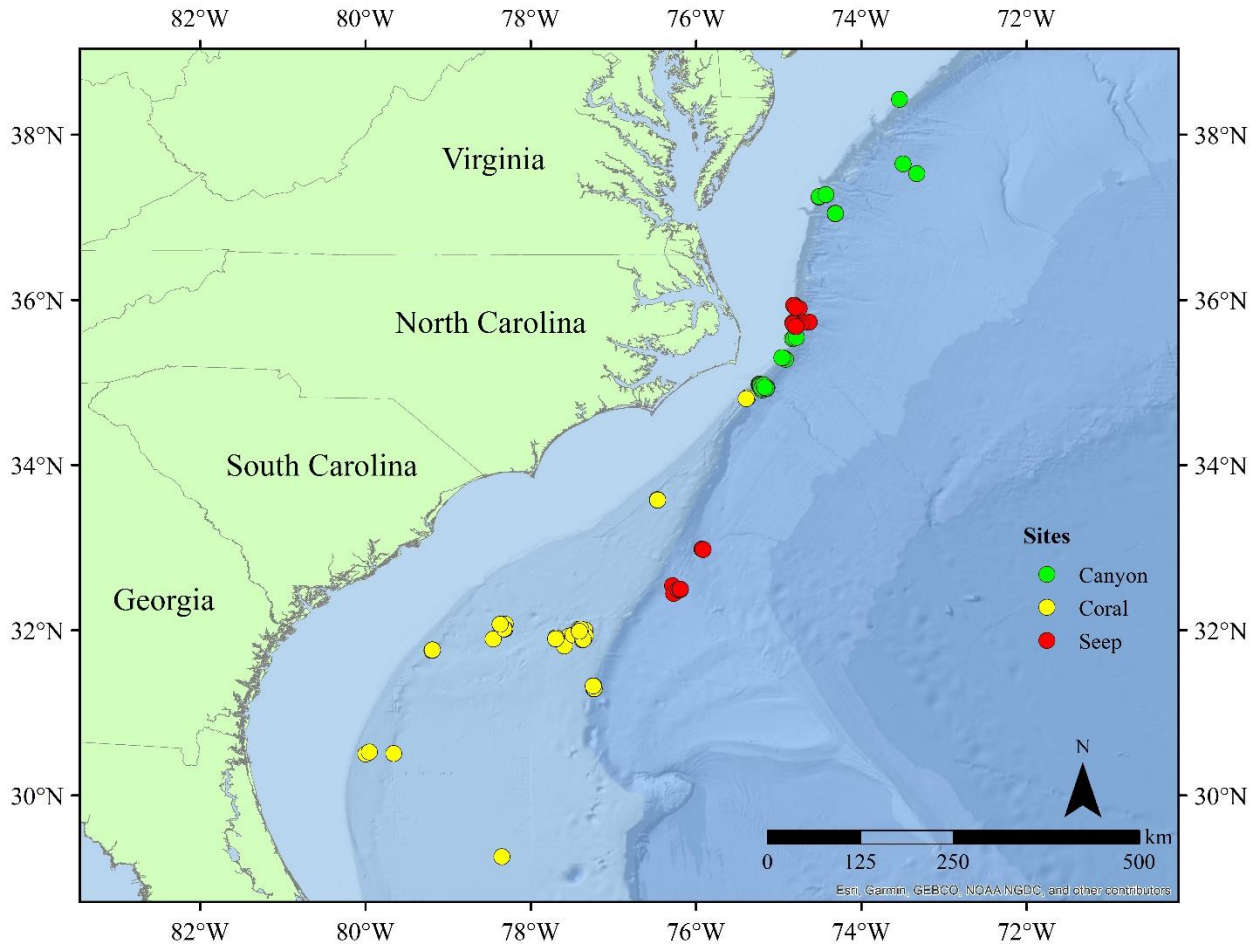 82°W 80°W 78°W 76°W 74°W 72°W
38°N 38°N
Virginia
36°N 36°N
North Carolina
34°N 34°N
South Carolina
Sites
Canyon
Georgia
Coral
32°N 32°N
Seep
N
30°N 30°N
km
0 125 250 500
Esri, Garmin, GEBCO, NOAA NGDC, and other contributors
82°W 80°W 78°W 76°W 74°W 72°W